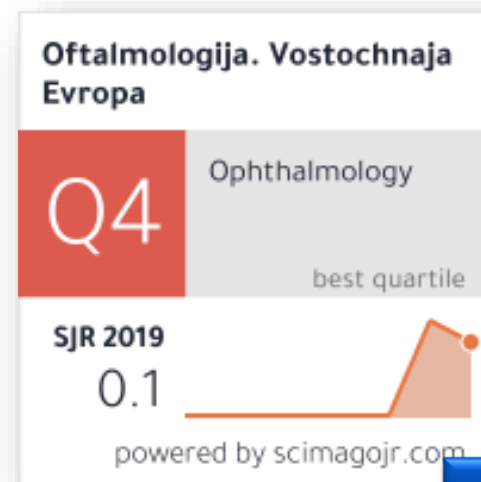 Oftalmologija. Vostochnaja
Evropa
Q4
Ophthalmology
best quartile
SJR 2019
0.1
powered by scimagojr.com